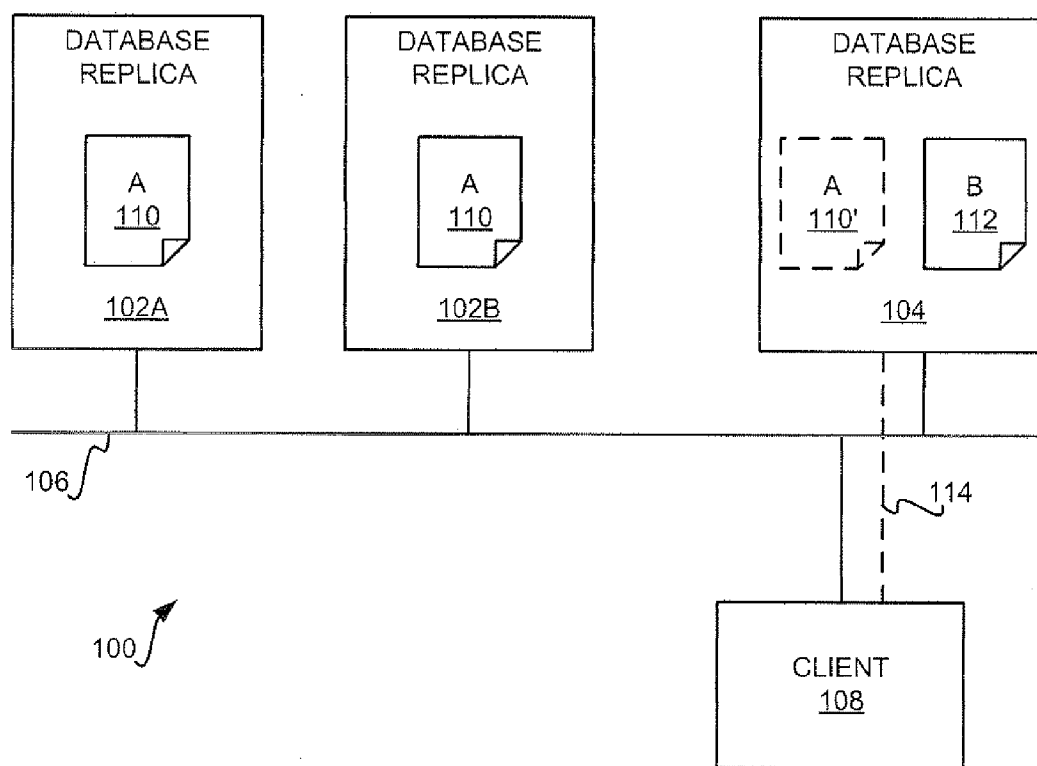 DATABASE
REPLICA
A
110
102A
DATABASE
REPLICA
A
110
102B
DATABASE
REPLICA
A
110'
B
112
104
106
114
100
CLIENT
108